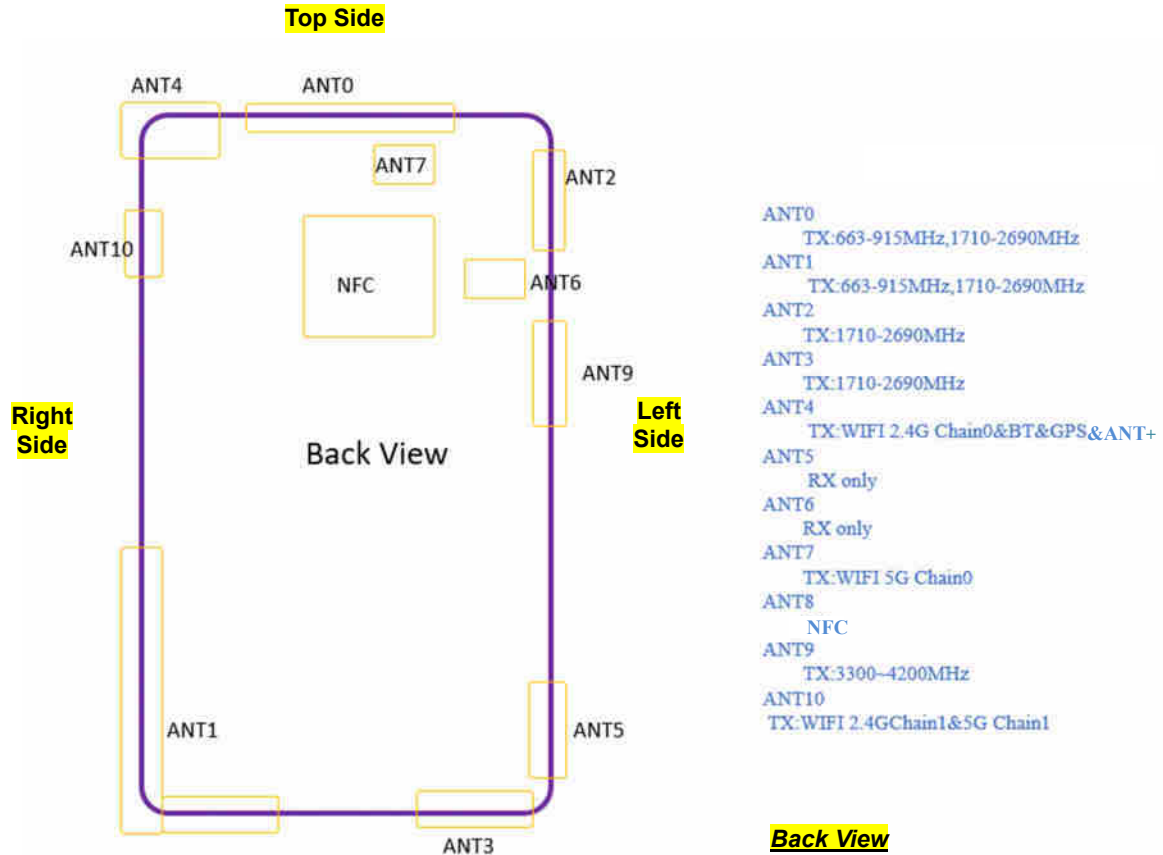 Top Side
ANT4
ANT0
ANT7
ANT2
ANT10
NFC
ANT6
ANT9
Right
Side
Left
Side
Back View
ANT1
ANT5
ANT3
ANT0
TX:663-915MHz,1710-2690MHz
ANT1
TX:663-915MHz,1710-2690MHz
ANT2
TX:1710-2690MHz
ANT3
TX:1710-2690MHz
ANT4
TX:WIFI 2.4G Chain0&BT&GPS&ANT+
ANT5
RX only
ANT6
RX only
ANT7
TX:WIFI 5G Chain0
ANT8
NFC
ANT9
TX:3300~4200MHz
ANT10
TX:WIFI 2.4GChain1&5G Chain1
Back View